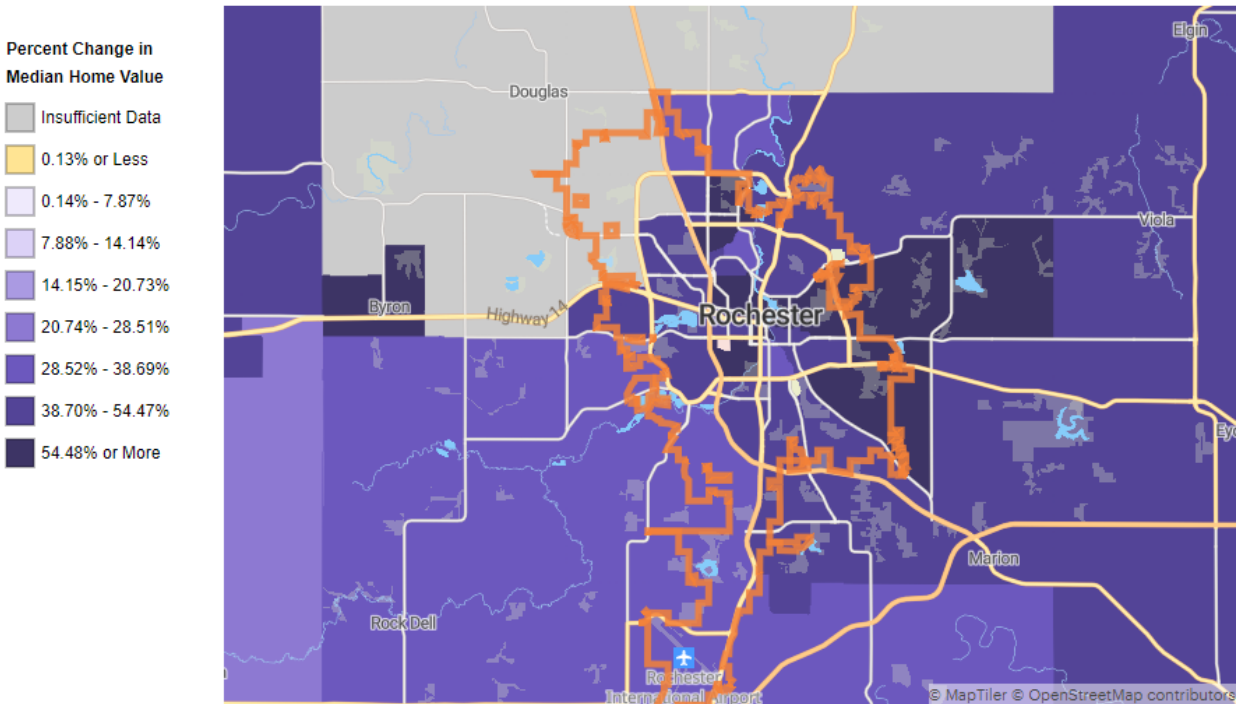 Percent Change in
Median Home Value
Insufficient Data
0.13% or Less
0.14% - 7.87%
7.88% - 14.14%
14.15% - 20.73%
20.74% - 28.51%
28.52% - 38.69%
38.70% - 54.47%
54.48% or More
Elgin
Douglas
Viola
Byron
Highway 14
Rochester
Eyo
Marion
Rock Dell
Rochester
International Airport
© MapTiler © OpenStreetMap contributors